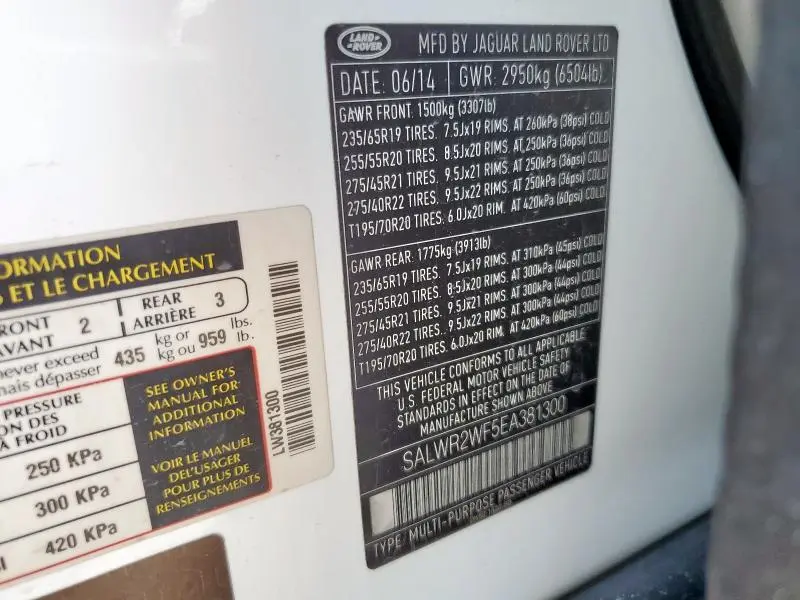 LAND-
ROVER
MFD BY JAGUAR LAND ROVER LTD
DATE: 06/14 GWR: 2950kg (6504lb)
GAWR FRONT 1500kg (3307lb)
235/65R19 TIRES. 7.5Jx19 RIMS. AT 260kPa (38psi) COLD
255/55R20 TIRES. 8.5Jx20 RIMS. AT 250kPa (36psi) COLD
275/45R21 TIRES. 9.5Jx21 RIMS. AT 250kPa (36psi) COLD
275/40R22 TIRES. 9.5Jx22 RIMS. AT 250kPa (36psi) COLD
T195/70R20 TIRES. 6.0Jx20 RIM. AT 420kPa (60psi) COLD
GAWR REAR: 1775kg (3913lb)
235/65R19 TIRES. 7.5Jx19 RIMS. AT 310kPa (45psi) COLD
255/55R20 TIRES. 8.5Jx20 RIMS. AT 300kPa (44psi) COLD
275/45R21 TIRES. 9.5Jx21 RIMS. AT 300kPa (44psi) COLD
275/40R22 TIRES. 9.5Jx22 RIMS. AT 300kPa (44psi) COLD
T195/70R20 TIRES. 6.0Jx20 RIM. AT 420kPa (60psi) COLD
THIS VEHICLE CONFORMS TO ALL APPLICABLE
U.S. FEDERAL MOTOR VEHICLE SAFETY
STANDARDS IN EFFECT ON THE DATE OF
MANUFACTURE SHOWN ABOVE
SALWR2WF5EA381300
TYPE: MULTI-PURPOSE PASSENGER VEHICLE
ORMATION
S ET LE CHARGEMENT
RONT 2 REAR 3
AVANT ARRIÈRE
never exceed 435 kg or 959 lbs.
mais dépasser kg ou lb.
PRESSURE
ON DES
À FROID
250 KPa
300 KPa
420 KPa
SEE OWNER'S
MANUAL FOR
ADDITIONAL
INFORMATION
VOIR LE MANUEL
DEL'USAGER
POUR PLUS DE
RENSEIGNEMENTS
LW381300